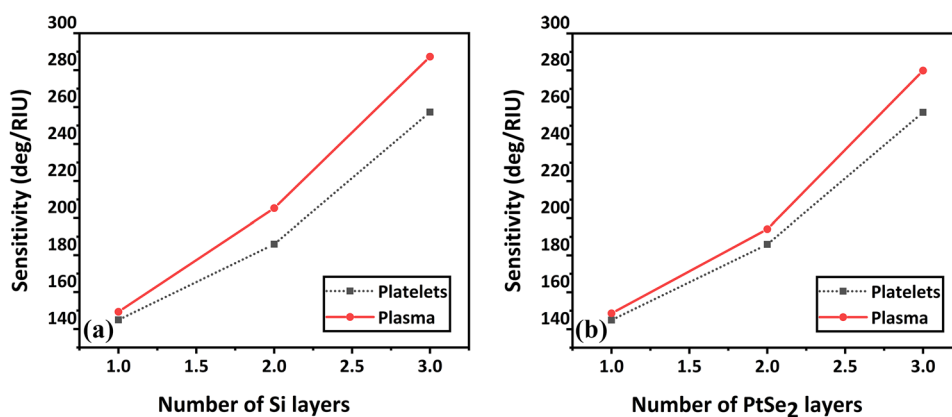 300
280
260
240
220
200
180
160
140
Sensitivity (deg/RIU)
(a)
Platelets
Plasma
1.0 1.5 2.0 2.5 3.0
Number of Si layers
300
280
260
240
220
200
180
160
140
Sensitivity (deg/RIU)
(b)
Platelets
Plasma
1.0 1.5 2.0 2.5 3.0
Number of PtSe₂ layers